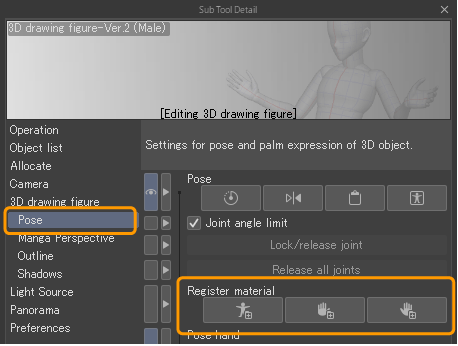 Sub Tool Detail
3D drawing figure-Ver.2 (Male)
[Editing 3D drawing figure]
Operation
Object list
Allocate
Camera
3D drawing figure
Pose
Manga Perspective
Outline
Shadows
Light Source
Panorama
Preferences
Settings for pose and palm expression of 3D object.
Pose
Joint angle limit
Lock/release joint
Release all joints
Register material
Pose hand